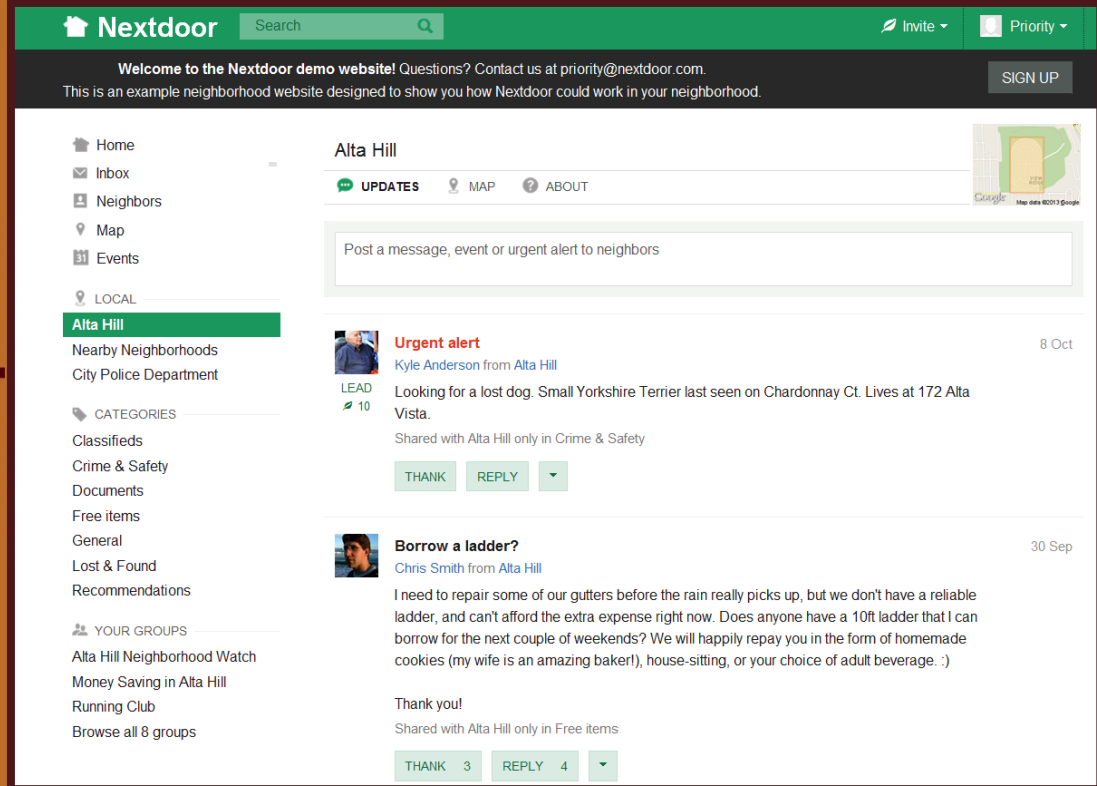 Nextdoor
Search
Invite
Priority
Welcome to the Nextdoor demo website! Questions? Contact us at priority@nextdoor.com.
This is an example neighborhood website designed to show you how Nextdoor could work in your neighborhood.
SIGN UP
Home
Inbox
Neighbors
Map
31 Events
LOCAL
Alta Hill
Nearby Neighborhoods
City Police Department
CATEGORIES
Classifieds
Crime & Safety
Documents
Free items
General
Lost & Found
Recommendations
YOUR GROUPS
Alta Hill Neighborhood Watch
Money Saving in Alta Hill
Running Club
Browse all 8 groups
Alta Hill
UPDATES
MAP
? ABOUT
VIEW RIDGE
Google
Map data ©2013 Google
Post a message, event or urgent alert to neighbors
Urgent alert
8 Oct
Kyle Anderson from Alta Hill
LEAD
10
Looking for a lost dog. Small Yorkshire Terrier last seen on Chardonnay Ct. Lives at 172 Alta
Vista.
Shared with Alta Hill only in Crime & Safety
THANK
REPLY
Borrow a ladder?
30 Sep
Chris Smith from Alta Hill
I need to repair some of our gutters before the rain really picks up, but we don't have a reliable
ladder, and can't afford the extra expense right now. Does anyone have a 10ft ladder that I can
borrow for the next couple of weekends? We will happily repay you in the form of homemade
cookies (my wife is an amazing baker!), house-sitting, or your choice of adult beverage. :)
Thank you!
Shared with Alta Hill only in Free items
THANK 3
REPLY 4